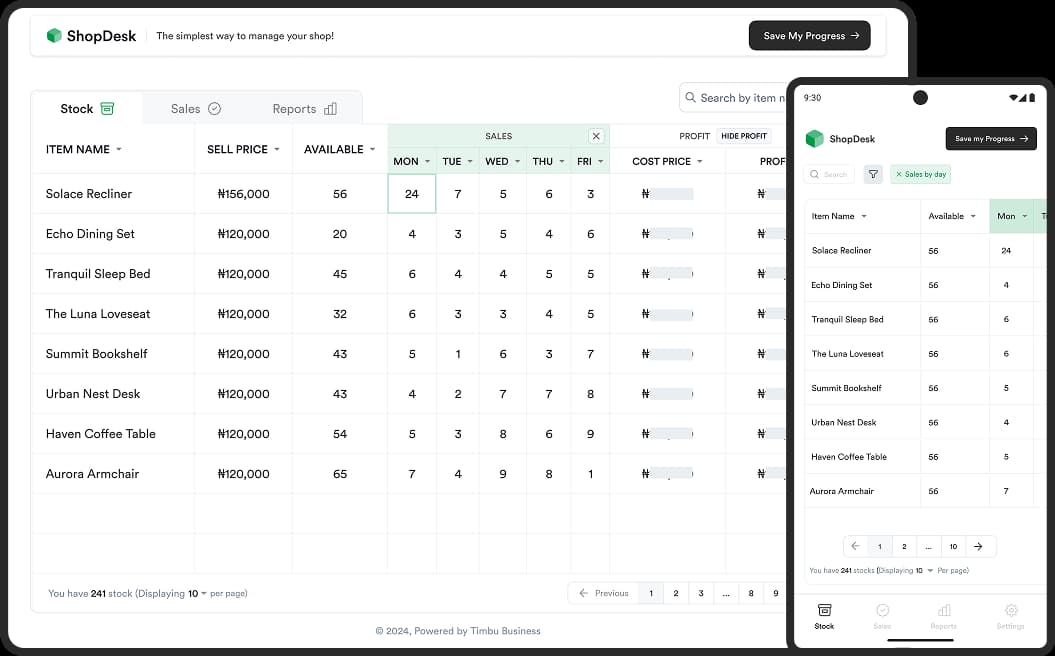 ShopDesk The simplest way to manage your shop! Save My Progress →
Stock Sales Reports Search by item n
SALES PROFIT HIDE PROFIT
ITEM NAME SELL PRICE AVAILABLE MON TUE WED THU FRI COST PRICE PROF
Solace Recliner ₦156,000 56 24 7 5 6 3 ₦ ₦
Echo Dining Set ₦120,000 20 4 3 5 4 6 ₦ ₦
Tranquil Sleep Bed ₦120,000 45 6 4 4 5 5 ₦ ₦
The Luna Loveseat ₦120,000 32 6 3 3 4 5 ₦ ₦
Summit Bookshelf ₦120,000 43 5 1 6 3 7 ₦ ₦
Urban Nest Desk ₦120,000 43 4 2 7 7 8 ₦ ₦
Haven Coffee Table ₦120,000 54 5 3 8 6 9 ₦ ₦
Aurora Armchair ₦120,000 65 7 4 9 8 1 ₦ ₦
You have 241 stock (Displaying 10 per page) ← Previous 1 2 3 ... 8 9
© 2024, Powered by Timbu Business
9:30
ShopDesk Save my Progress →
Search × Sales by day
Item Name Available Mon T
Solace Recliner 56 24
Echo Dining Set 56 4
Tranquil Sleep Bed 56 6
The Luna Loveseat 56 6
Summit Bookshelf 56 5
Urban Nest Desk 56 4
Haven Coffee Table 56 5
Aurora Armchair 56 7
← 1 2 ... 10 →
You have 241 stocks (Displaying 10 Per page)
Stock Sales Reports Settings